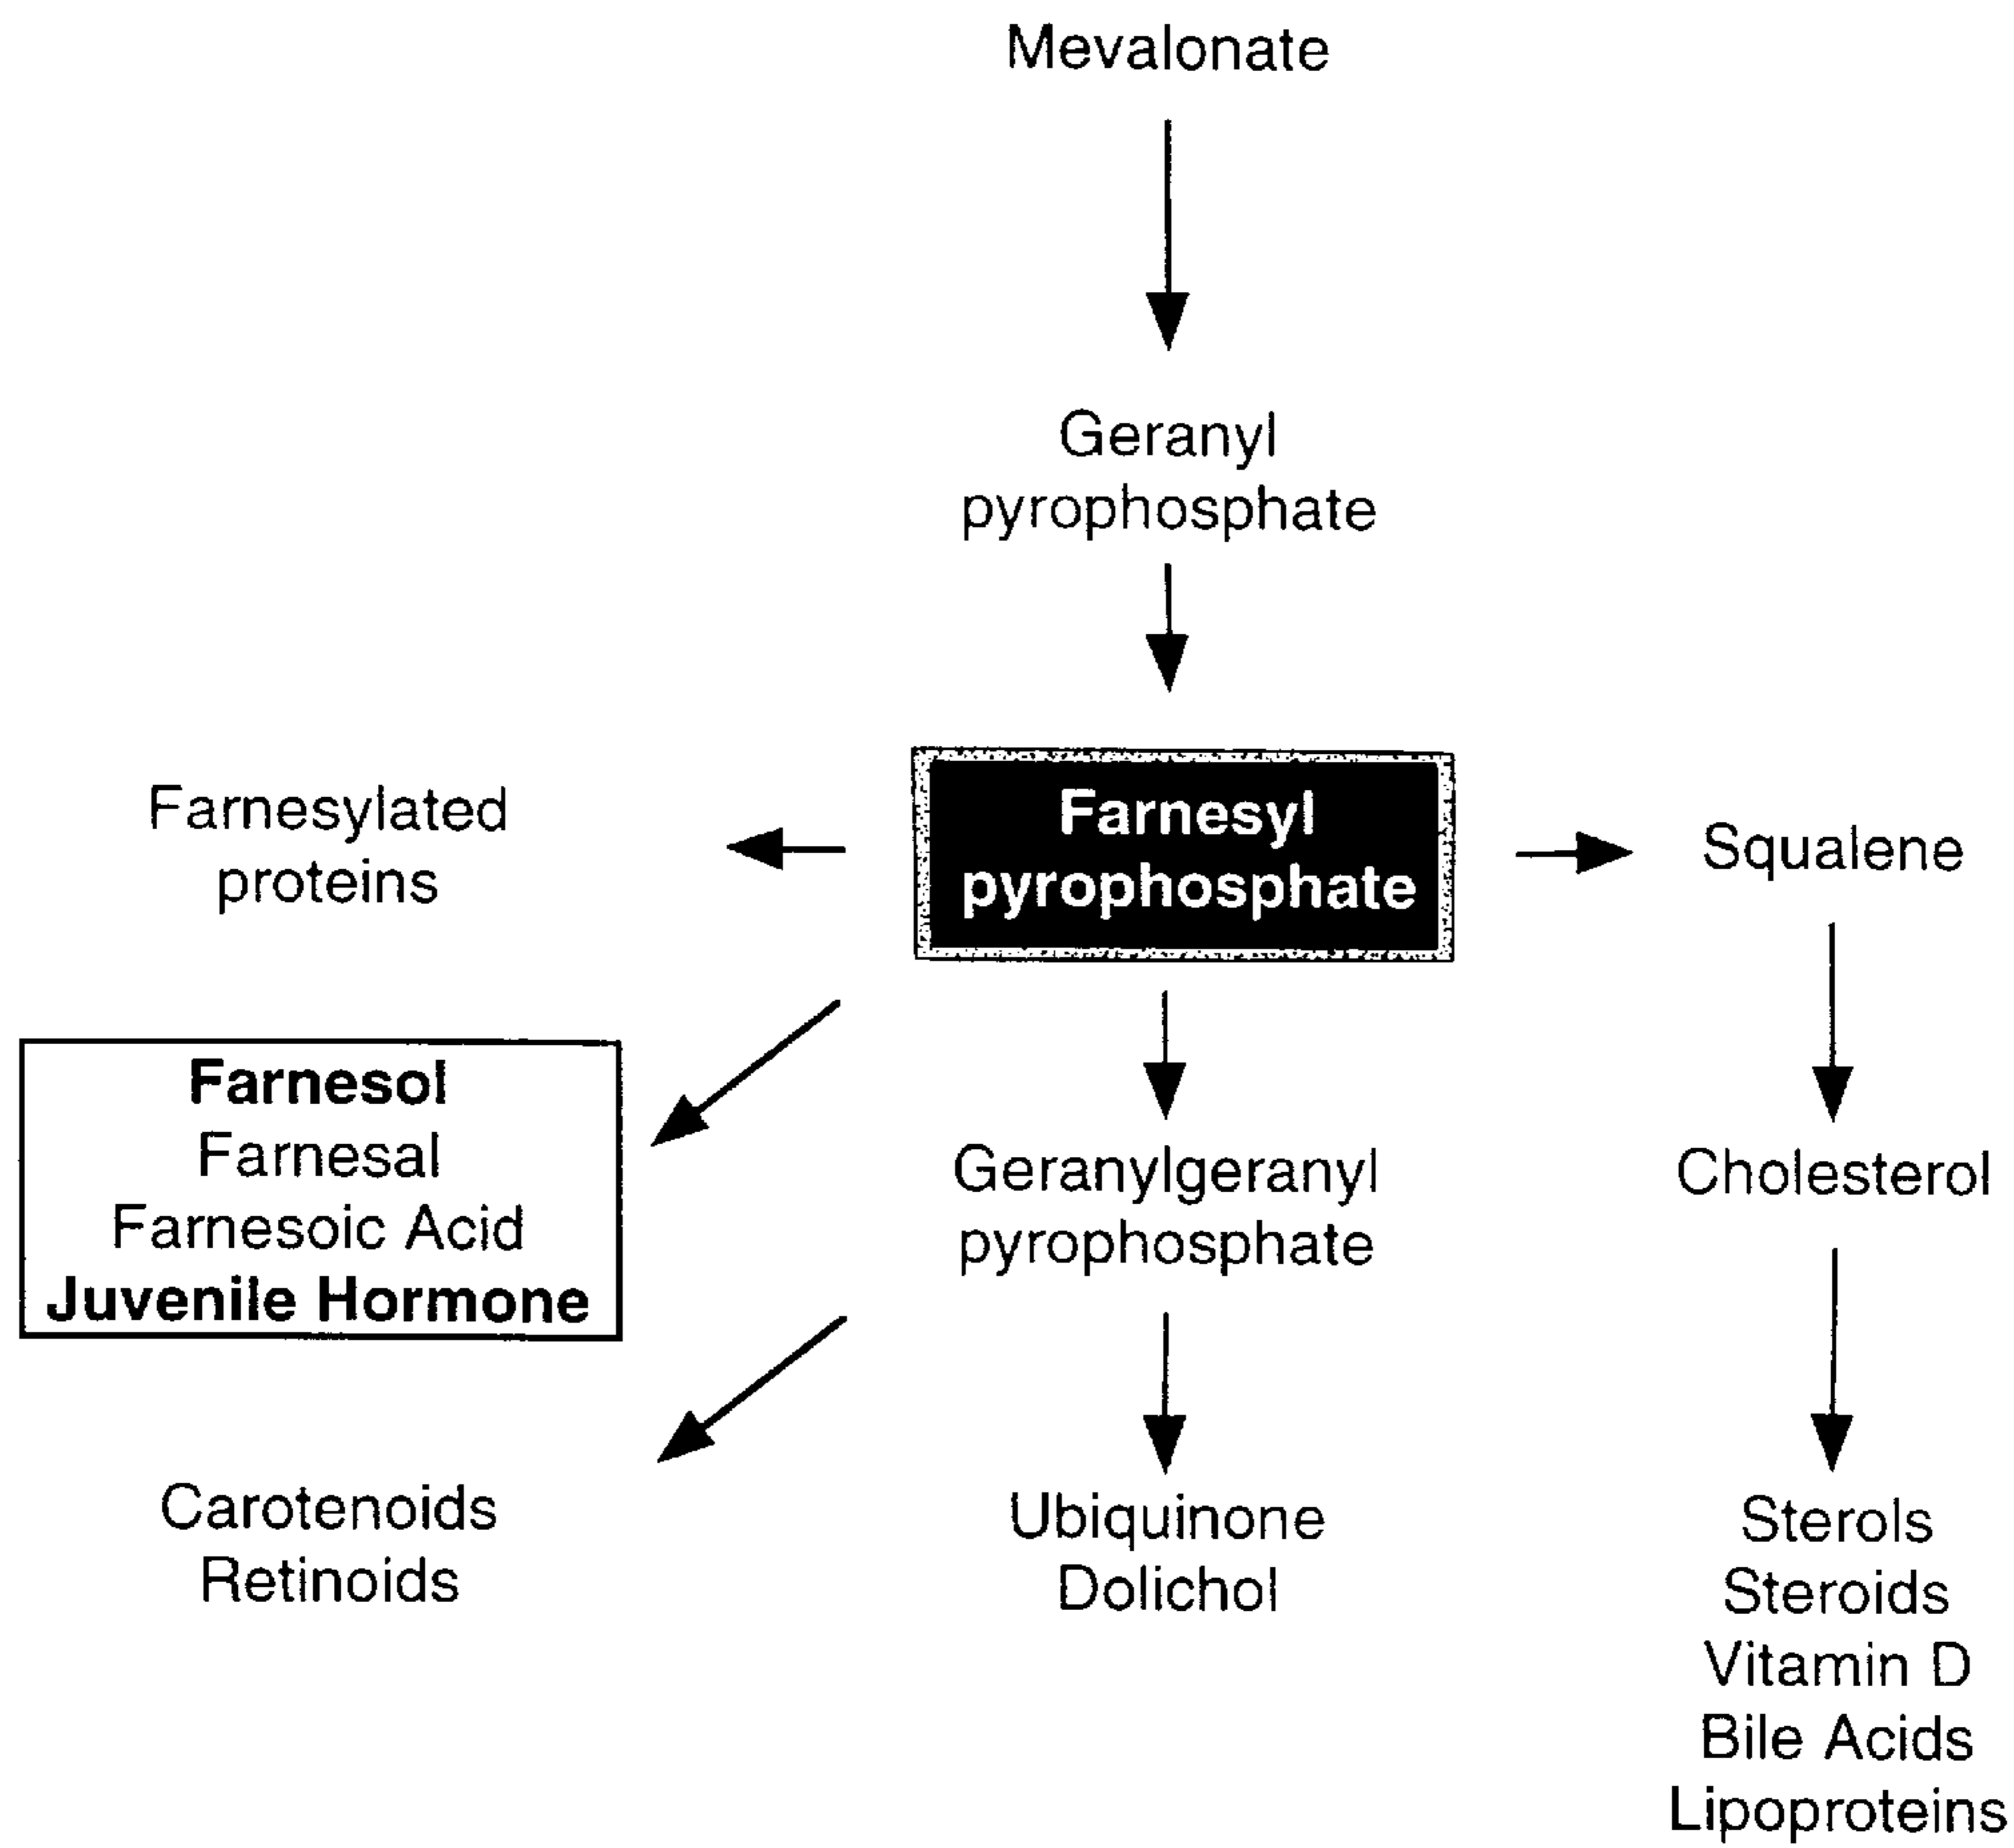 Mevalonate
Geranyl
pyrophosphate
Farnesylated
proteins
Farnesyl
pyrophosphate
Squalene
Farnesol
Farnesal
Farnesoic Acid
Juvenile Hormone
Geranylgeranyl
pyrophosphate
Cholesterol
Carotenoids
Retinoids
Ubiquinone
Dolichol
Sterols
Steroids
Vitamin D
Bile Acids
Lipoproteins